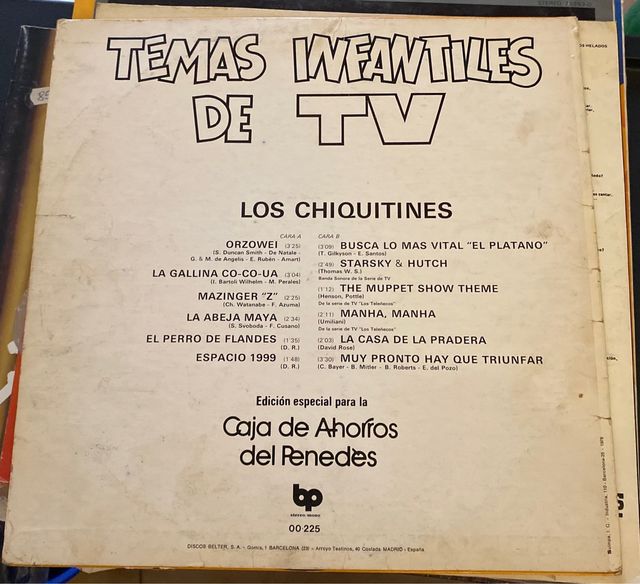 TEMAS INFANTILES
DE TV
LOS CHIQUITINES
CARA A
ORZOWEI (3'25)
(S. Duncan Smith - De Natale -
G. & M. de Angelis - E. Rubén - Amart)
LA GALLINA CO-CO-UA (3'04)
(I. Bartoli Wilhelm - M. Perales)
MAZINGER "Z" (2'25)
(Ch. Watanabe - F. Azuma)
LA ABEJA MAYA (2'34)
(S. Svoboda - F. Cusano)
EL PERRO DE FLANDES (1'35)
(D. R.)
ESPACIO 1999 (1'48)
(D. R.)
CARA B
(3'09) BUSCA LO MAS VITAL "EL PLATANO"
(T. Gilkyson - E. Santos)
(2'49) STARSKY & HUTCH
(Thomas W. S.)
Banda Sonora de la Serie de TV
(1'12) THE MUPPET SHOW THEME
(Henson, Pottle)
De la serie de TV "Los Teleñecos"
(2'11) MANHA, MANHA
(Umiliani)
De la serie de TV "Los Teleñecos"
(2'03) LA CASA DE LA PRADERA
(David Rose)
(3'30) MUY PRONTO HAY QUE TRIUNFAR
(C. Bayer - B. Mitler - B. Roberts - E. del Pozo)
Edición especial para la
Caja de Ahorros
del Penedès
bp
stereo/mono
00·225
DISCOS BELTER, S. A. - Gomis, 1 BARCELONA (23) - Arroyo Teatinos, 40 Coslada MADRID - España